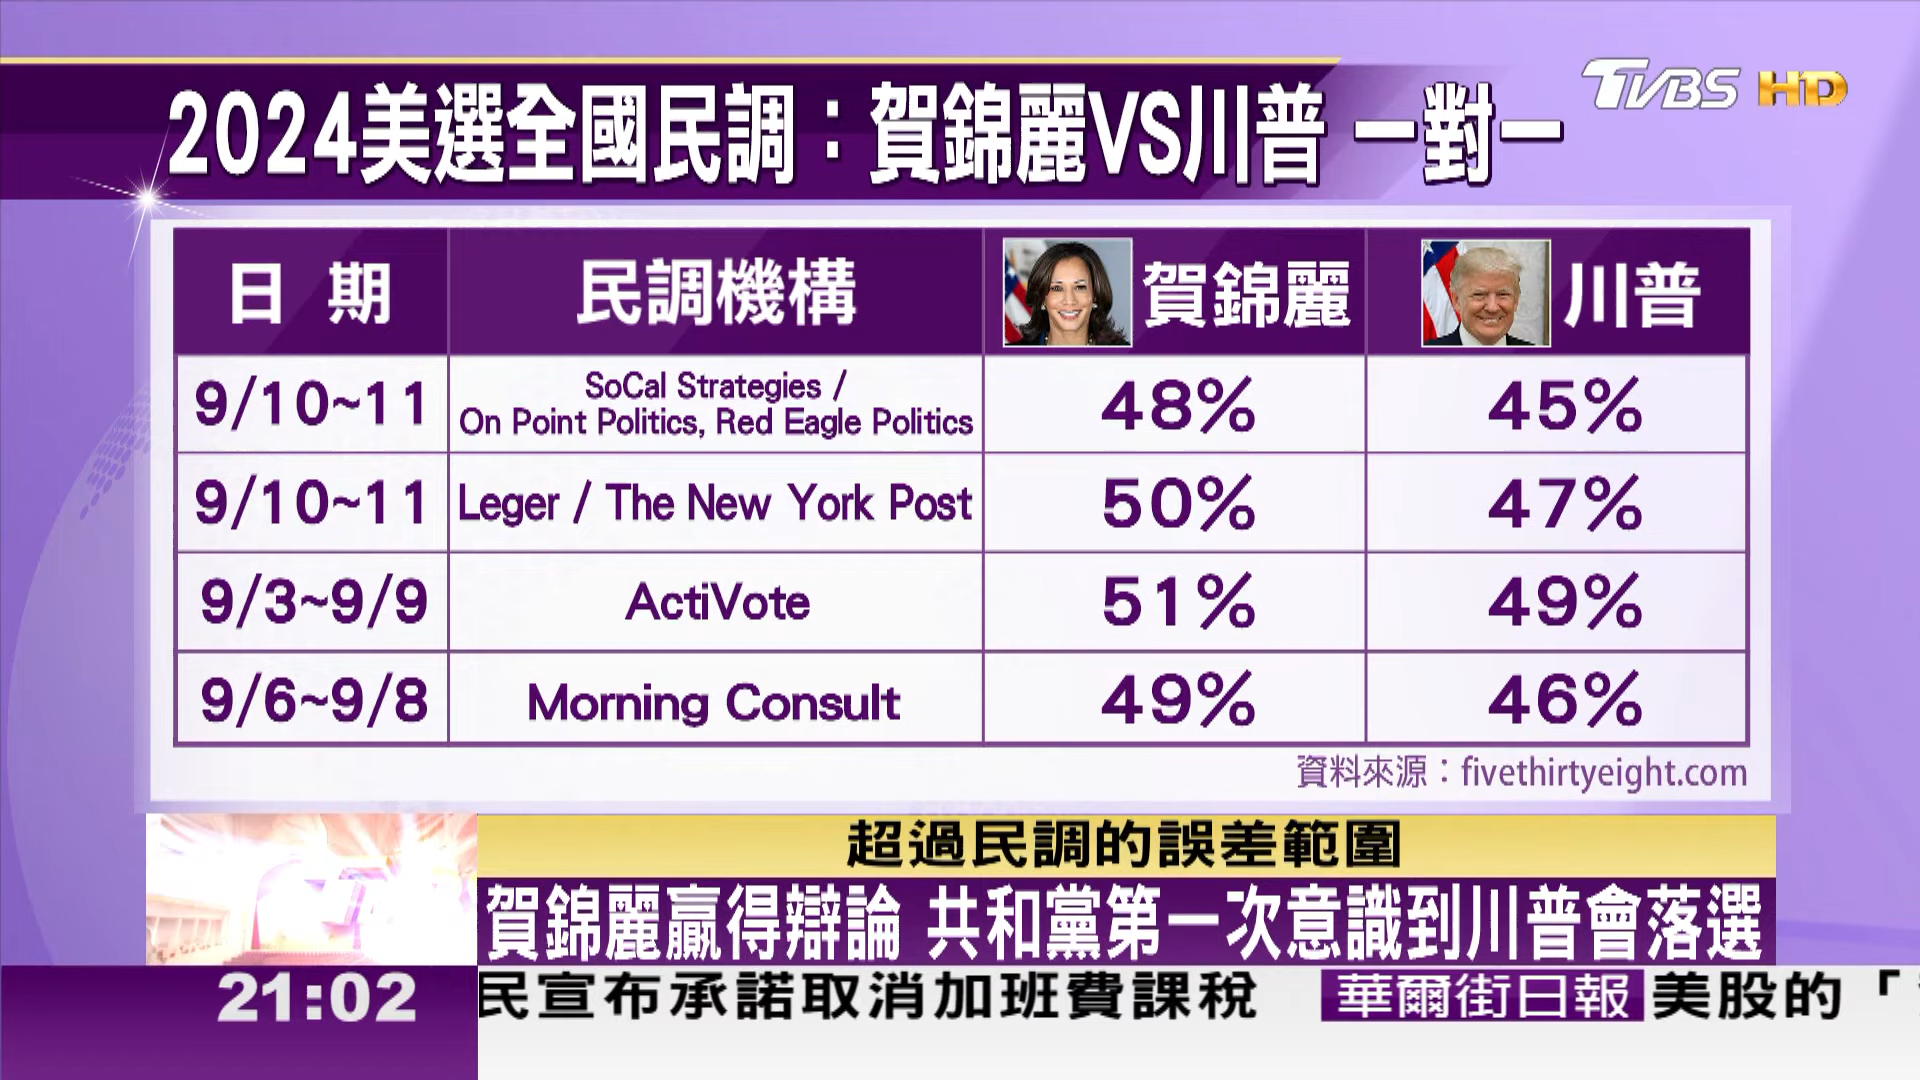 2024美選全國民調：賀錦麗VS川普 一對一
TVBS HD
日 期 民調機構 賀錦麗 川普
9/10~11 SoCal Strategies / On Point Politics, Red Eagle Politics 48% 45%
9/10~11 Leger / The New York Post 50% 47%
9/3~9/9 ActiVote 51% 49%
9/6~9/8 Morning Consult 49% 46%
資料來源：fivethirtyeight.com
超過民調的誤差範圍
賀錦麗贏得辯論 共和黨第一次意識到川普會落選
21:02 民宣布承諾取消加班費課稅 華爾街日報 美股的「